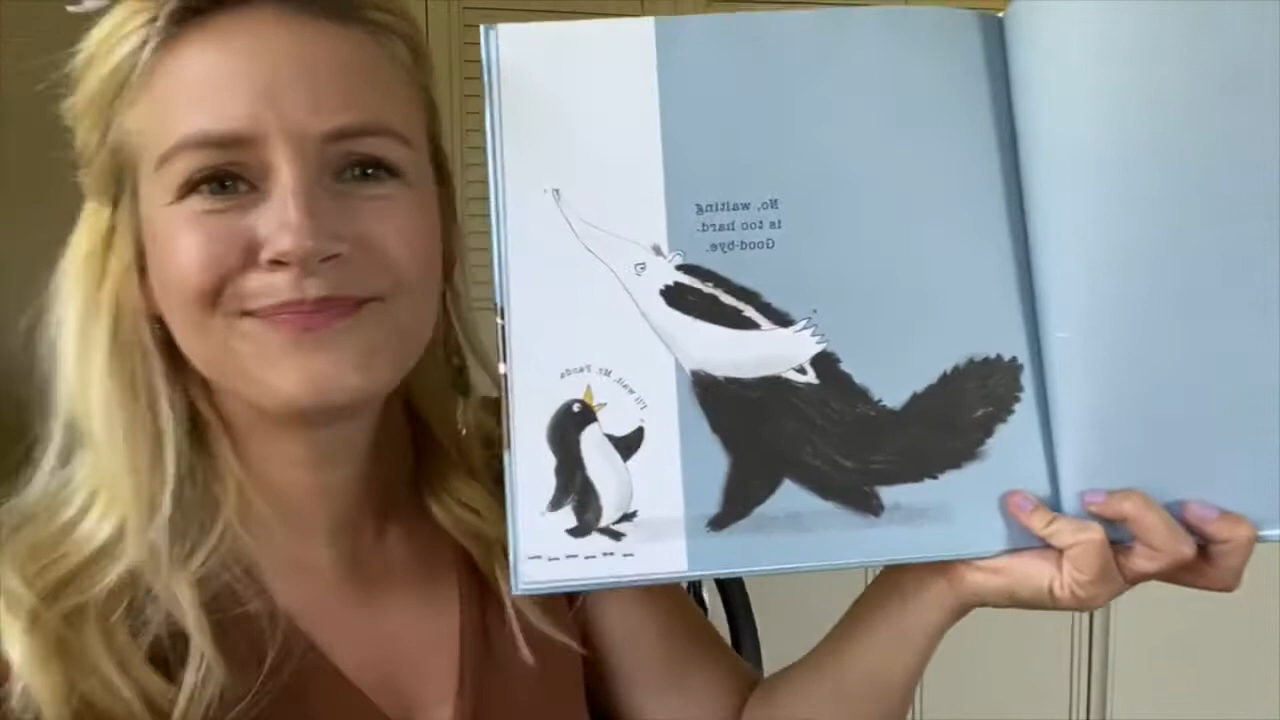 No, waiting
is too hard.
Good-bye.
I'll wait, Mr. Panda.